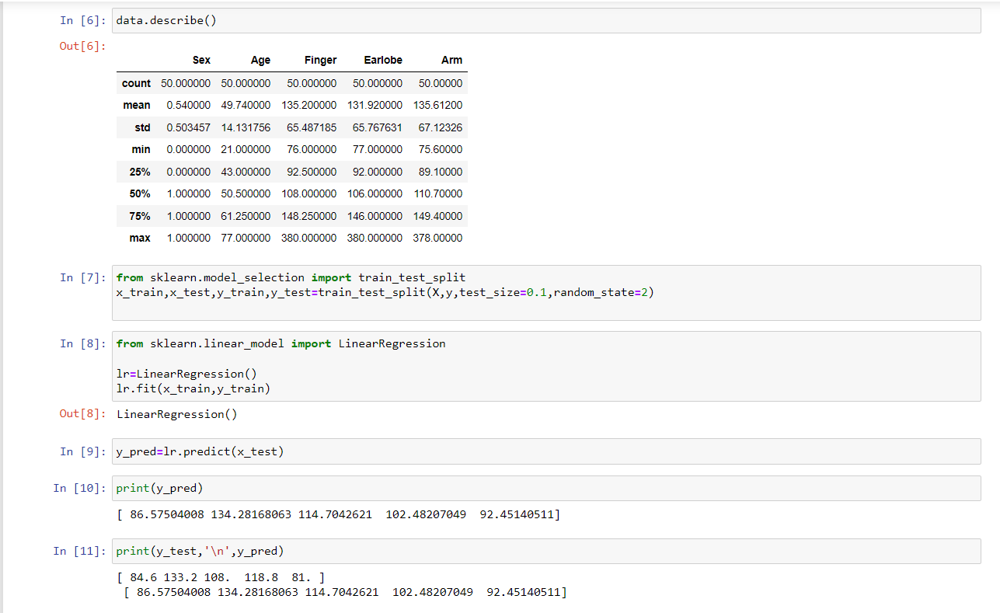 In [6]: data.describe()
Out[6]:
Sex Age Finger Earlobe Arm
count 50.000000 50.000000 50.000000 50.000000 50.00000
mean 0.540000 49.740000 135.200000 131.920000 135.61200
std 0.503457 14.131756 65.487185 65.767631 67.12326
min 0.000000 21.000000 76.000000 77.000000 75.60000
25% 0.000000 43.000000 92.500000 92.000000 89.10000
50% 1.000000 50.500000 108.000000 106.000000 110.70000
75% 1.000000 61.250000 148.250000 146.000000 149.40000
max 1.000000 77.000000 380.000000 380.000000 378.00000
In [7]: from sklearn.model_selection import train_test_split
x_train,x_test,y_train,y_test=train_test_split(X,y,test_size=0.1,random_state=2)
In [8]: from sklearn.linear_model import LinearRegression
lr=LinearRegression()
lr.fit(x_train,y_train)
Out[8]: LinearRegression()
In [9]: y_pred=lr.predict(x_test)
In [10]: print(y_pred)
[ 86.57504008 134.28168063 114.7042621  102.48207049  92.45140511]
In [11]: print(y_test,'\n',y_pred)
[ 84.6 133.2 108.  118.8  81. ]
[ 86.57504008 134.28168063 114.7042621  102.48207049  92.45140511]